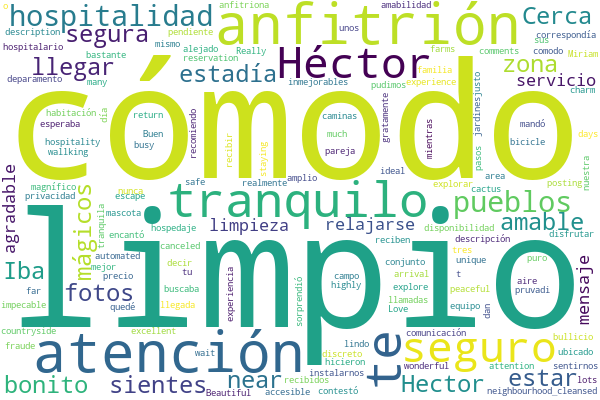 o
anfitriona
amabilidad
unos
Cerca
hospitalidad
anfitrión
correspondía
description
pendiente
segura
mismo
alejado
Really
farms
comments
sus
comodo
Miriam
hospitalario
bastante
reservation
Héctor
zona
llegar
estadía
inmejorables
familia
experience
servicio
deparamento
many
pudimos
charm
cómodo
habitación
día
return
recomiendo
gratamente
mientras
jardines
justo
mandó
esperaba
Buen
much
caminas
hospitality
busy
recibir
staying
pareja
pasos
bicicle
days
wallking
magnífico
nunca
safe
realmente
amplio
ideal
explorar
area
cactus
posting
nuestra
privacidad
escape
tranquilo
pueblos
mascota
hospedaje
agradable
mágicos
tranquila
limpieza
relajarse
disponibilidad
amable
encantó
canceled
reciben
descripción
disfrutar
limpio
Iba
automated
decir
tu
experiencia
sorprendió
campo
conjunto
tres
unique
mensaje
mejor
precio
buscaba
highly
explore
arrival
peaceful
t
puro
far
fotos
llamadas
equipo
aire
impecable
quedé
llegada
Love
dan
pruvadi
countryside
excellent
atención
wait
lindo
discreto
te
comunicación
seguro
bullicio
fraude
hicieron
wonderful
attention
ubicado
bonito
sientes
near
instalarnos
Hector
estar
sentirnos
recibidos
Beautiful
accesible
contestó
lots
neighbourhood_cleansed